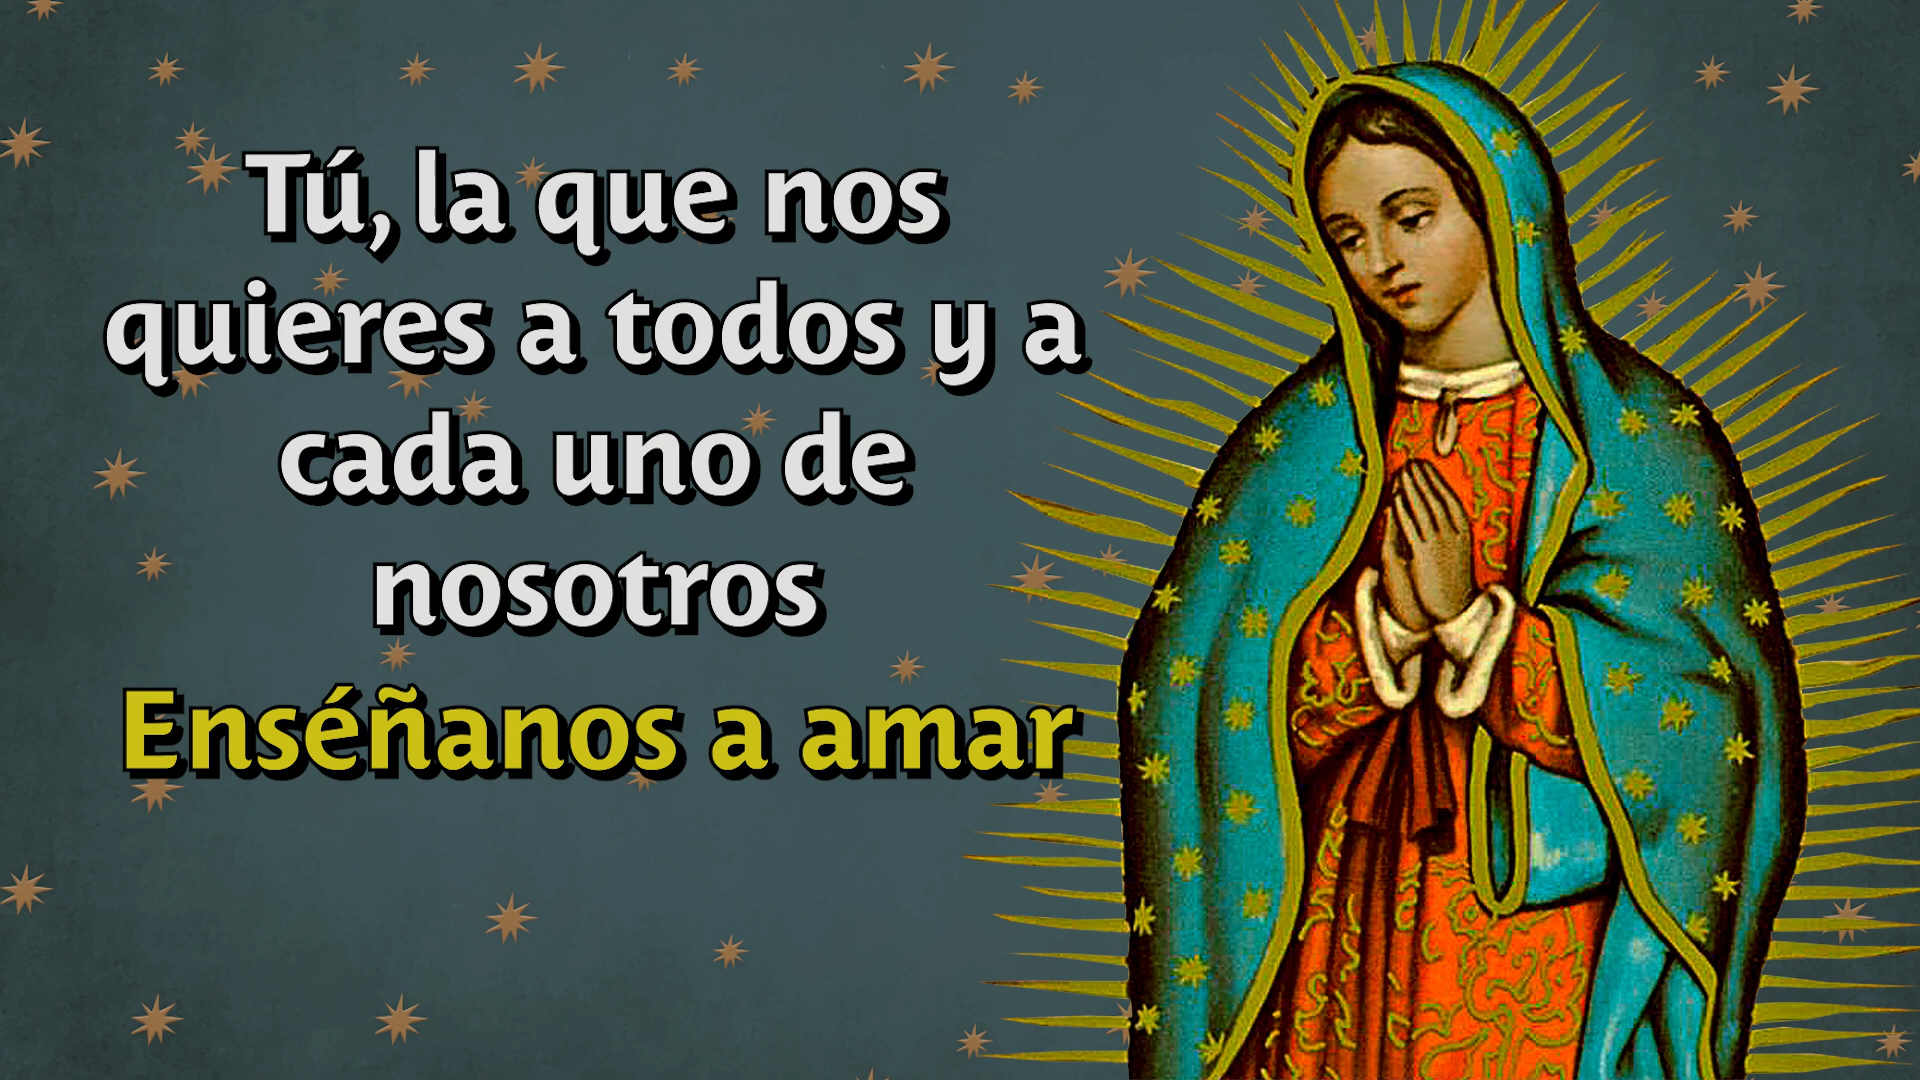 Tú, la que nos
quieres a todos y a
cada uno de
nosotros
Enséñanos a amar